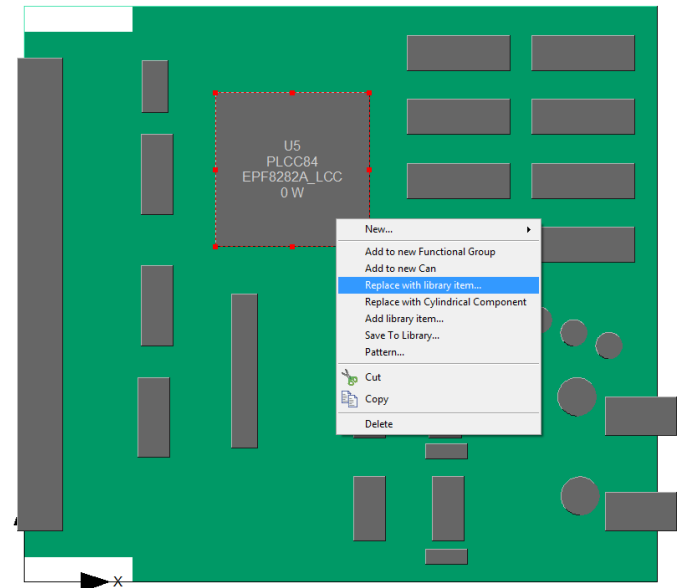 U5
PLCC84
EPF8282A_LCC
0 W
New...
Add to new Functional Group
Add to new Can
Replace with library item...
Replace with Cylindrical Component
Add library item...
Save To Library...
Pattern...
Cut
Copy
Delete
X